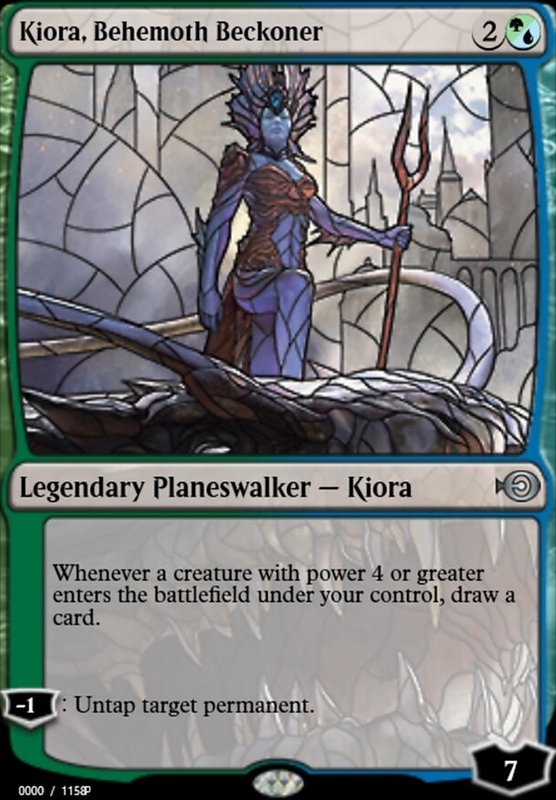 Kiora, Behemoth Beckoner 2
Legendary Planeswalker — Kiora
Whenever a creature with power 4 or greater
enters the battlefield under your control, draw a
card.
-1 : Untap target permanent.
7
0000 / 1158P